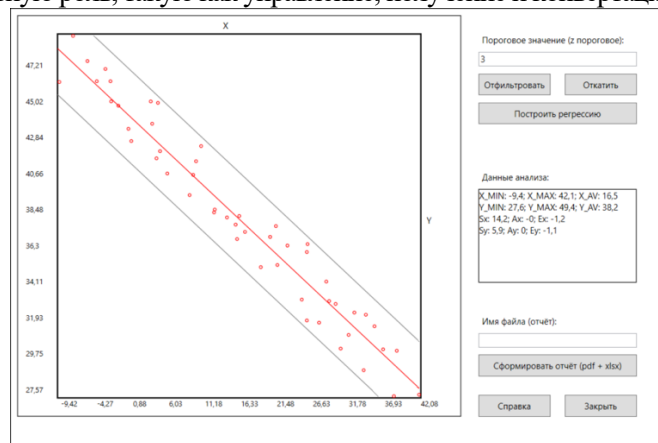 X
Y
47,21
45,02
42,84
40,66
38,48
36,3
34,11
31,93
29,75
27,57
-9,42 -4,27 0,88 6,03 11,18 16,33 21,48 26,63 31,78 36,93 42,08
Пороговое значение (z пороговое):
3
Отфильтровать Откатить
Построить регрессию
Данные анализа:
X_MIN: -9,4; X_MAX: 42,1; X_AV: 16,5
Y_MIN: 27,6; Y_MAX: 49,4; Y_AV: 38,2
Sx: 14,2; Ax: -0; Ex: -1,2
Sy: 5,9; Ay: 0; Ey: -1,1
Имя файла (отчёт):
Сформировать отчёт (pdf + xlsx)
Справка Закрыть